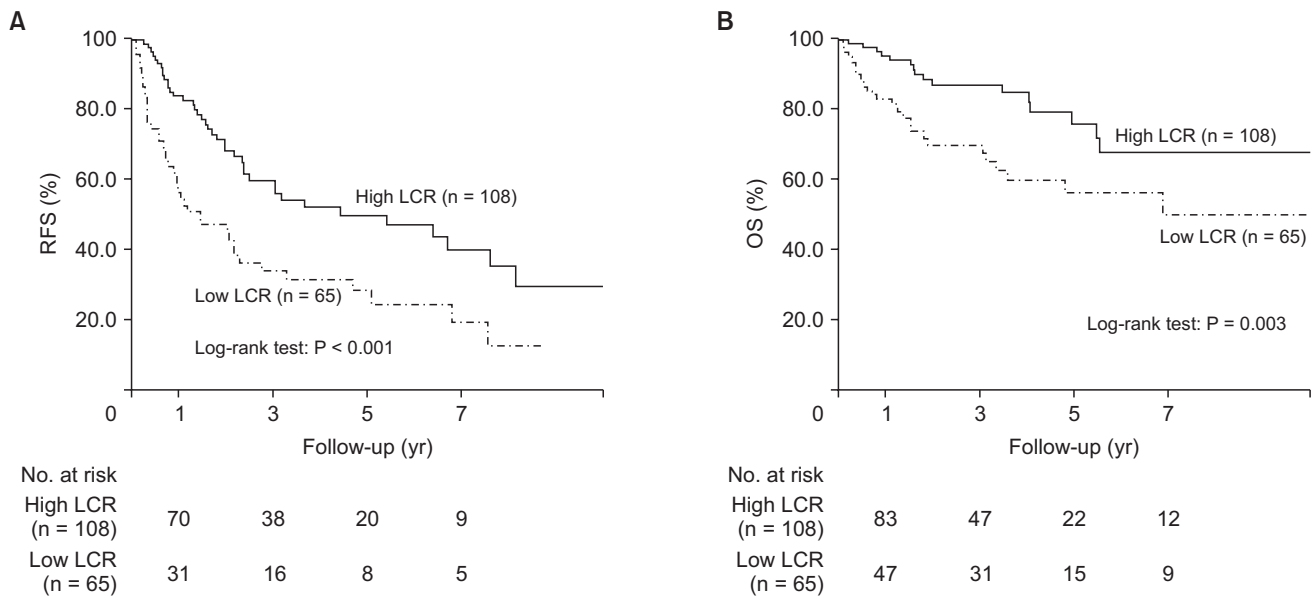 A
100
80.0
60.0
40.0
20.0
0
RFS (%)
High LCR (n = 108)
Low LCR (n = 65)
Log-rank test: P < 0.001
1 3 5 7
Follow-up (yr)
No. at risk
High LCR
(n = 108)
70 38 20 9
Low LCR
(n = 65)
31 16 8 5
B
100
80.0
60.0
40.0
20.0
0
OS (%)
High LCR (n = 108)
Low LCR (n = 65)
Log-rank test: P = 0.003
1 3 5 7
Follow-up (yr)
No. at risk
High LCR
(n = 108)
83 47 22 12
Low LCR
(n = 65)
47 31 15 9